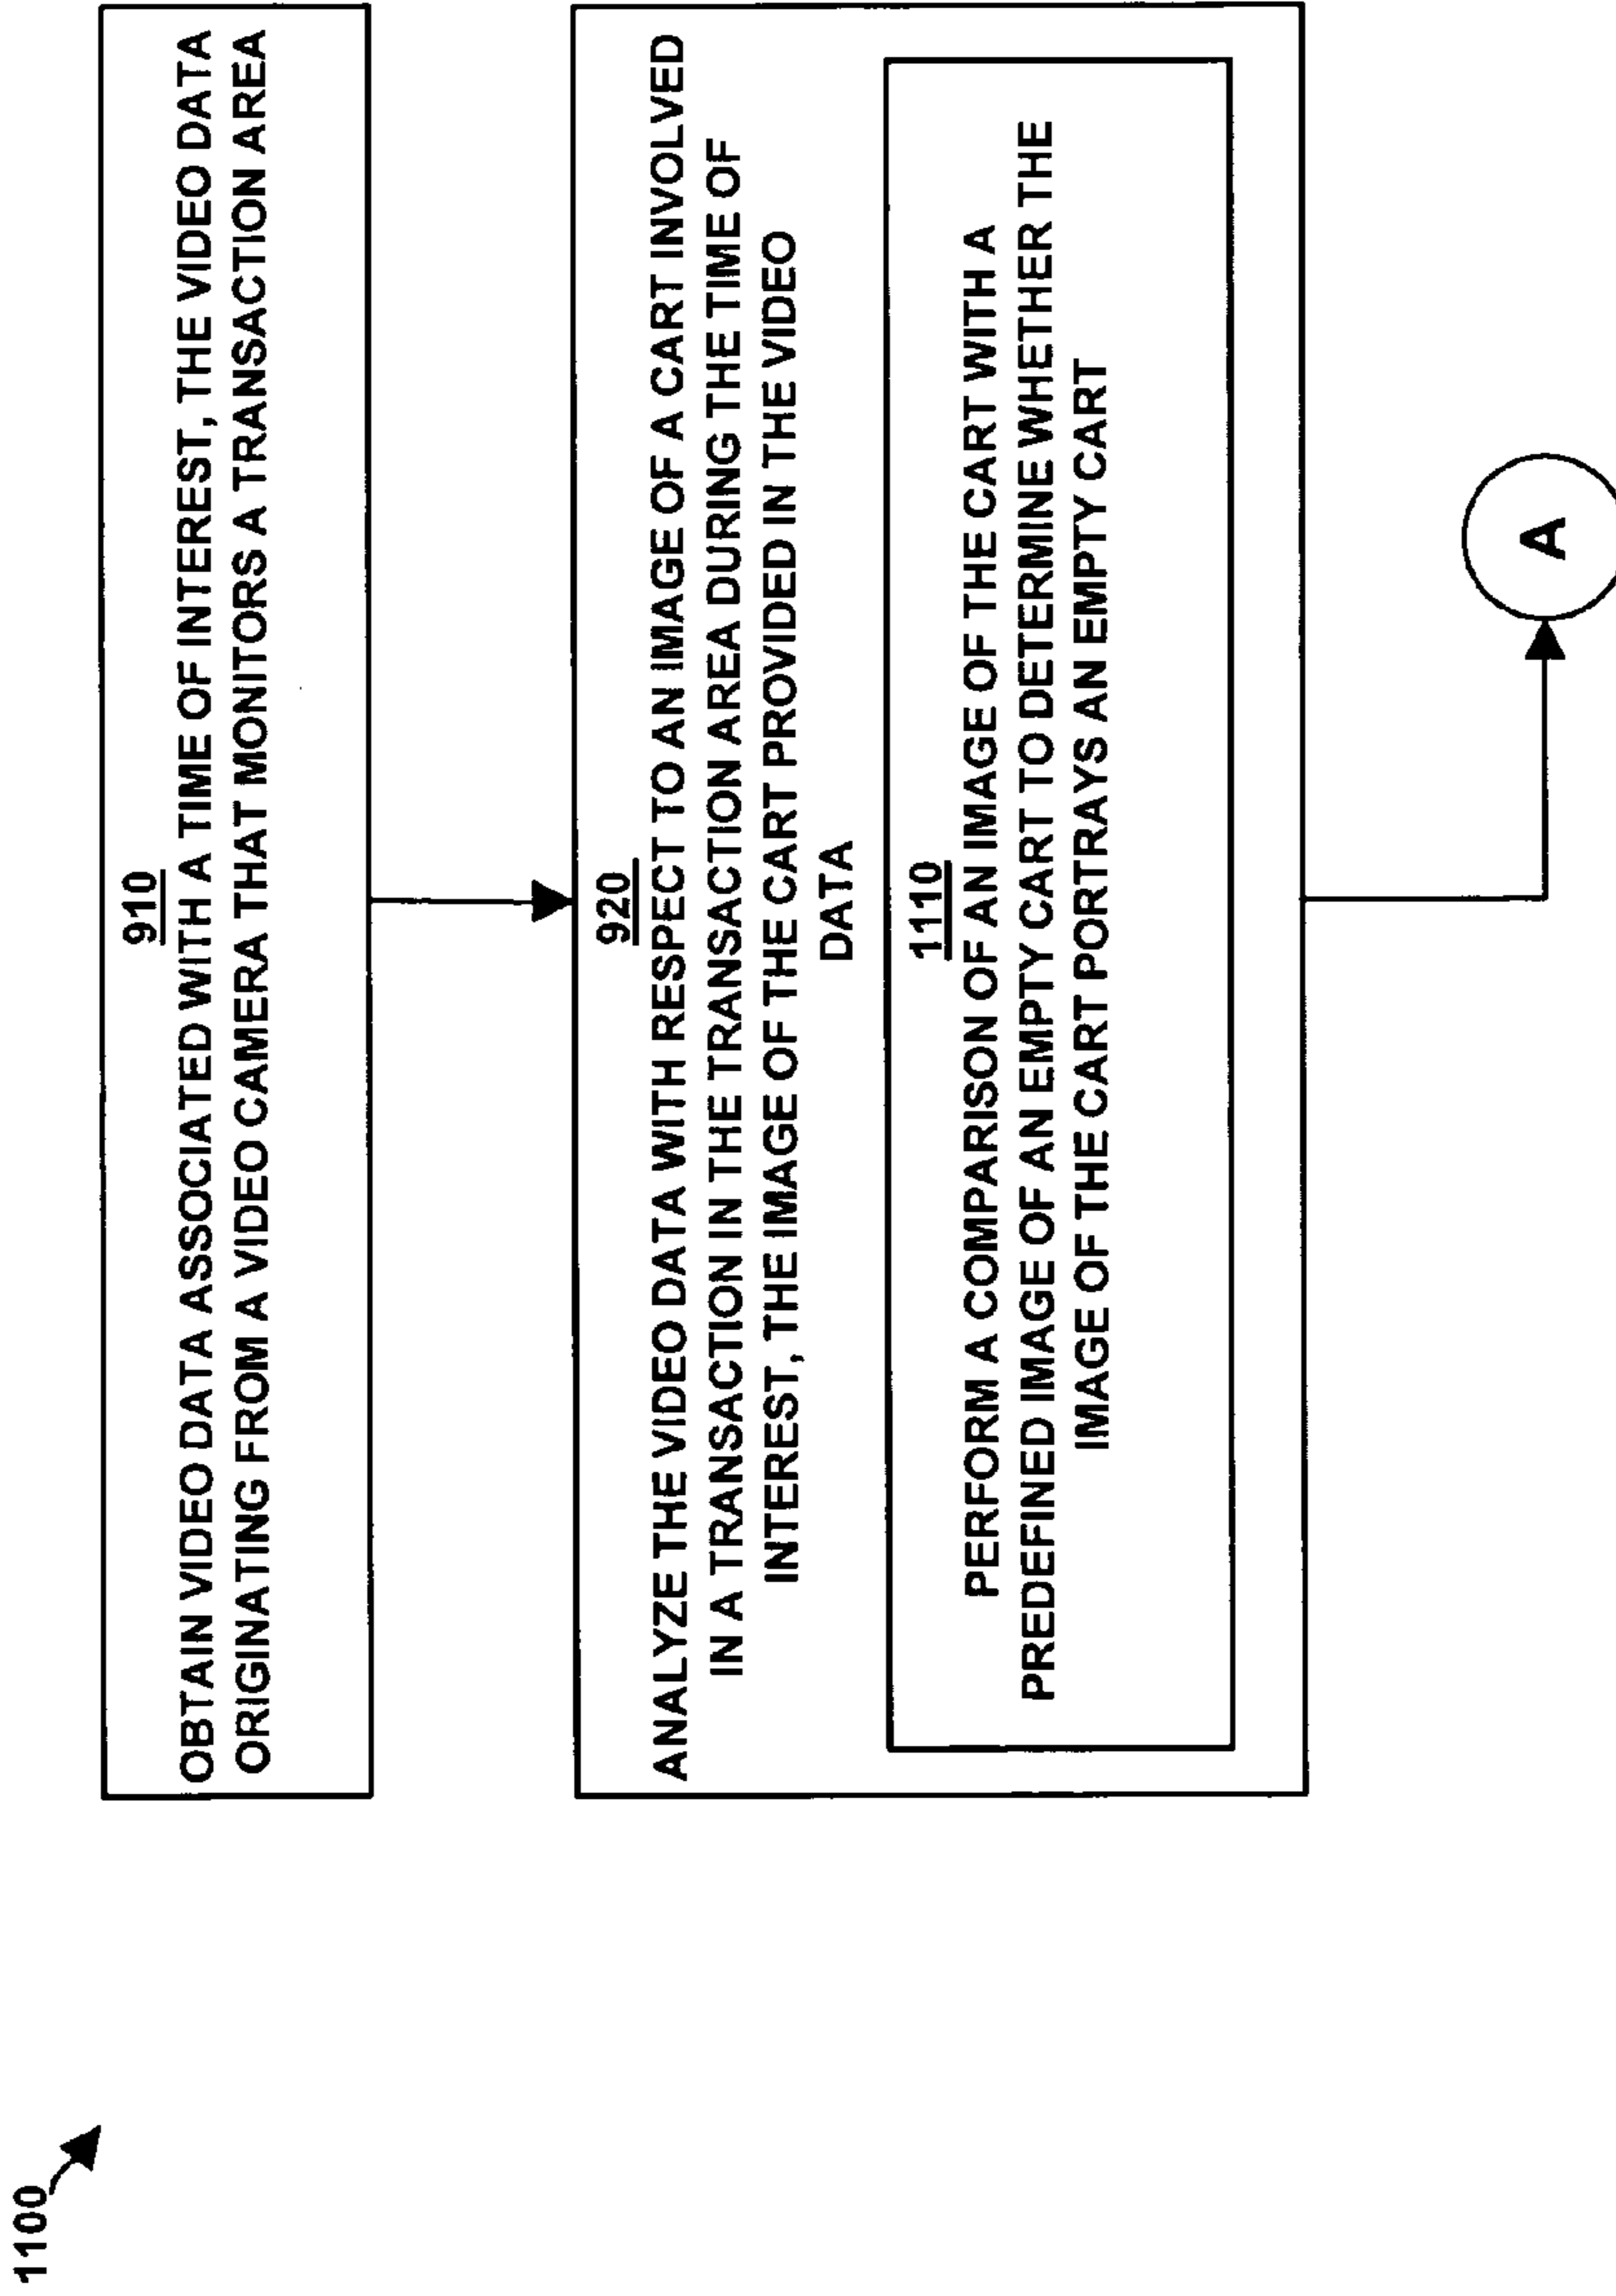 1100
910
OBTAIN VIDEO DATA ASSOCIATED WITH A TIME OF INTEREST, THE VIDEO DATA
ORIGINATING FROM A VIDEO CAMERA THAT MONITORS A TRANSACTION AREA
920
ANALYZE THE VIDEO DATA WITH RESPECT TO AN IMAGE OF A CART INVOLVED
IN A TRANSACTION IN THE TRANSACTION AREA DURING THE TIME OF
INTEREST, THE IMAGE OF THE CART PROVIDED IN THE VIDEO
DATA
1110
PERFORM A COMPARISON OF AN IMAGE OF THE CART WITH A
PREDEFINED IMAGE OF AN EMPTY CART TO DETERMINE WHETHER THE
IMAGE OF THE CART PORTRAYS AN EMPTY CART
A